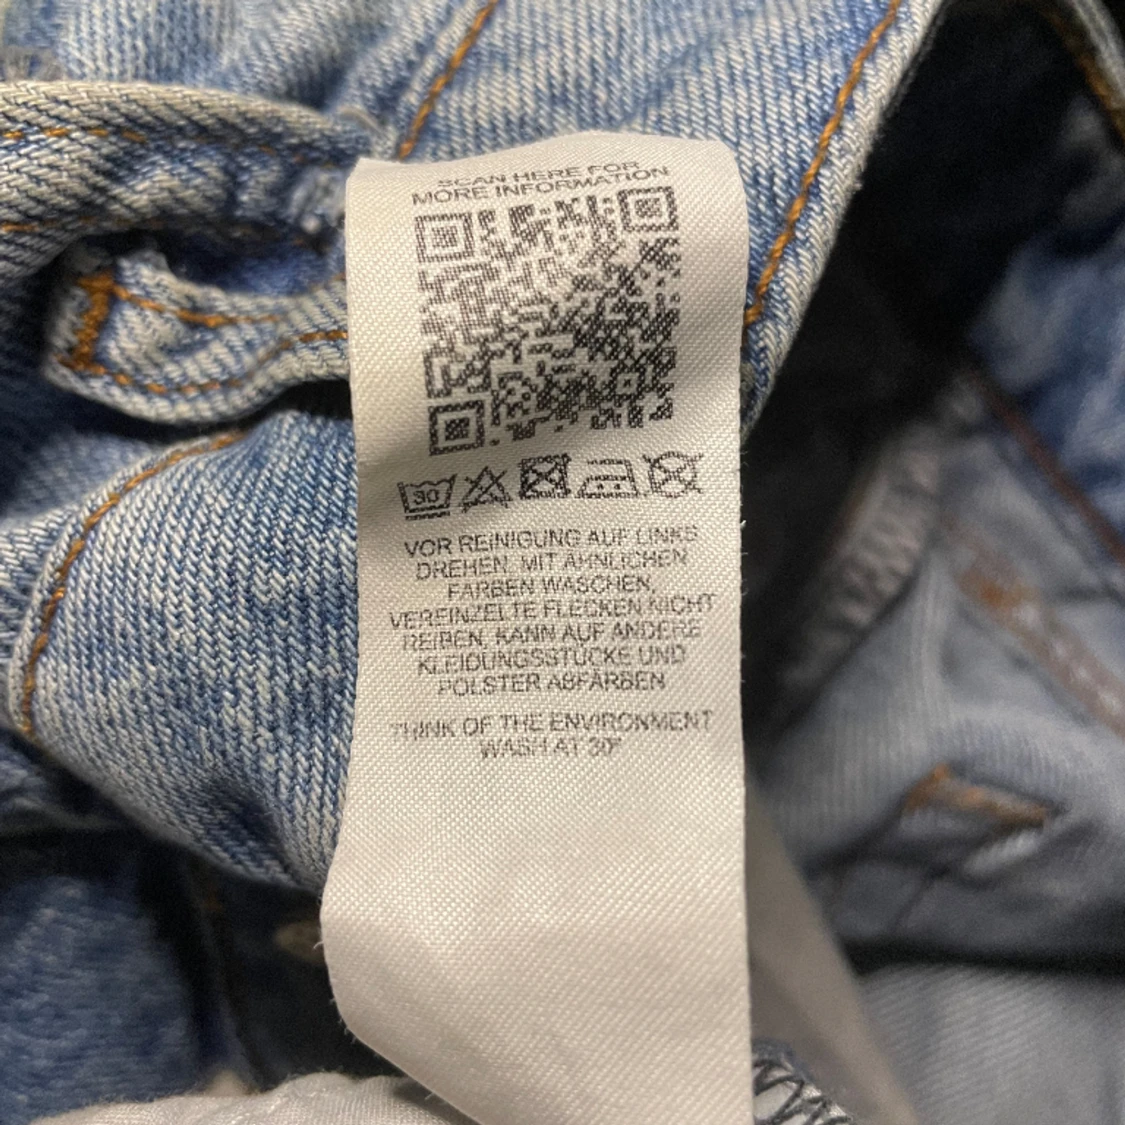 SCAN HERE FOR
MORE INFORMATION
30
VOR REINIGUNG AUF LINKS
DREHEN, MIT ÄHNLICHEN
FARBEN WASCHEN,
VEREINZELTE FLECKEN NICHT
REIBEN, KANN AUF ANDERE
KLEIDUNGSSTÜCKE UND
POLSTER ABFÄRBEN
THINK OF THE ENVIRONMENT
WASH AT 30°